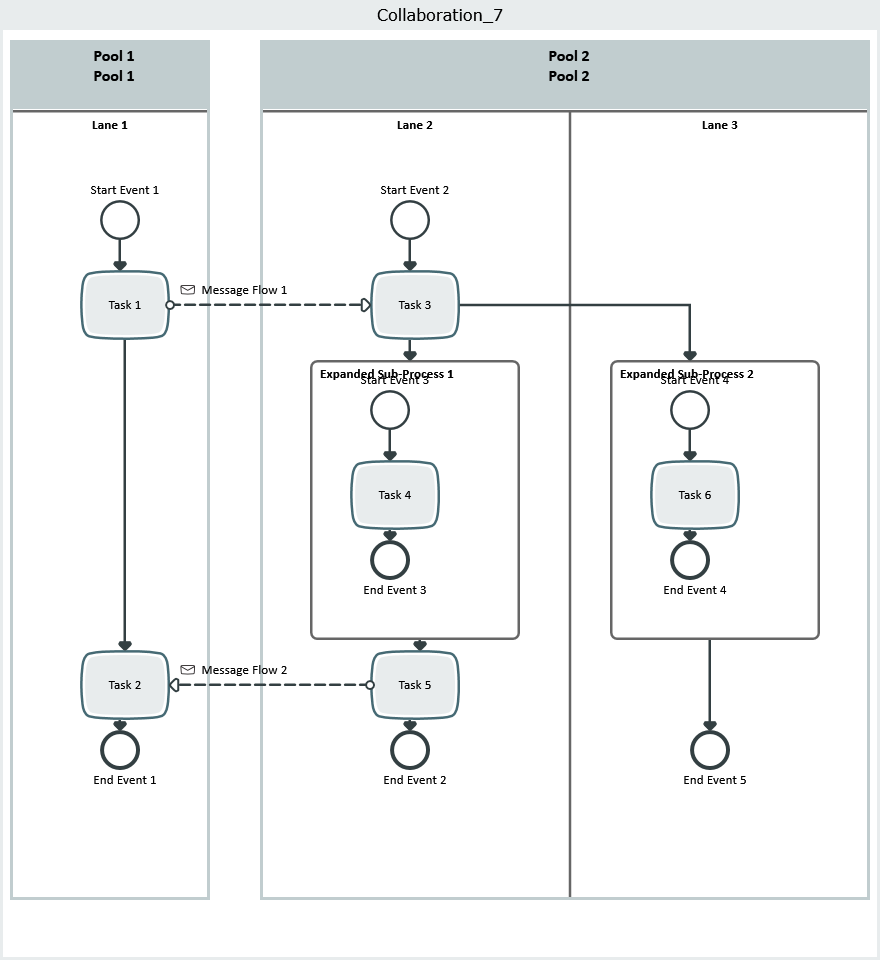 Collaboration_7
Pool 1
Pool 1
Pool 2
Pool 2
Lane 1
Lane 2
Lane 3
Start Event 1
Start Event 2
Message Flow 1
Task 1
Task 3
Expanded Sub-Process 1
Start Event 3
Expanded Sub-Process 2
Start Event 4
Task 4
Task 6
End Event 3
End Event 4
Message Flow 2
Task 2
Task 5
End Event 1
End Event 2
End Event 5